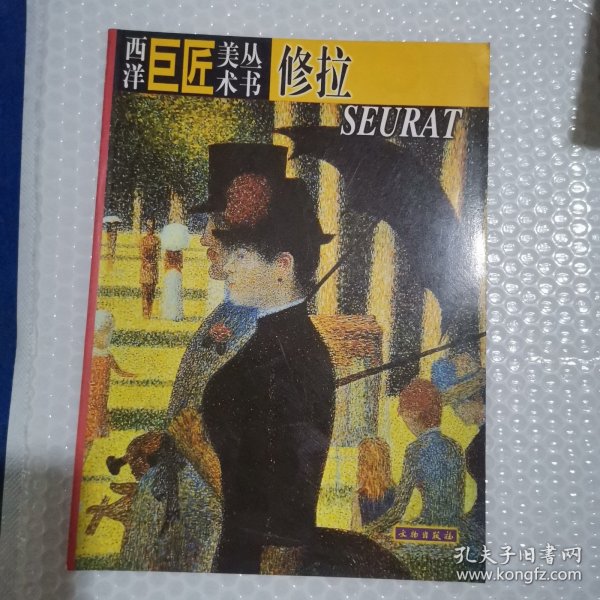 西洋巨匠美术丛书
修拉
SEURAT
文物出版社
孔夫子旧书网
www.kongfz.com